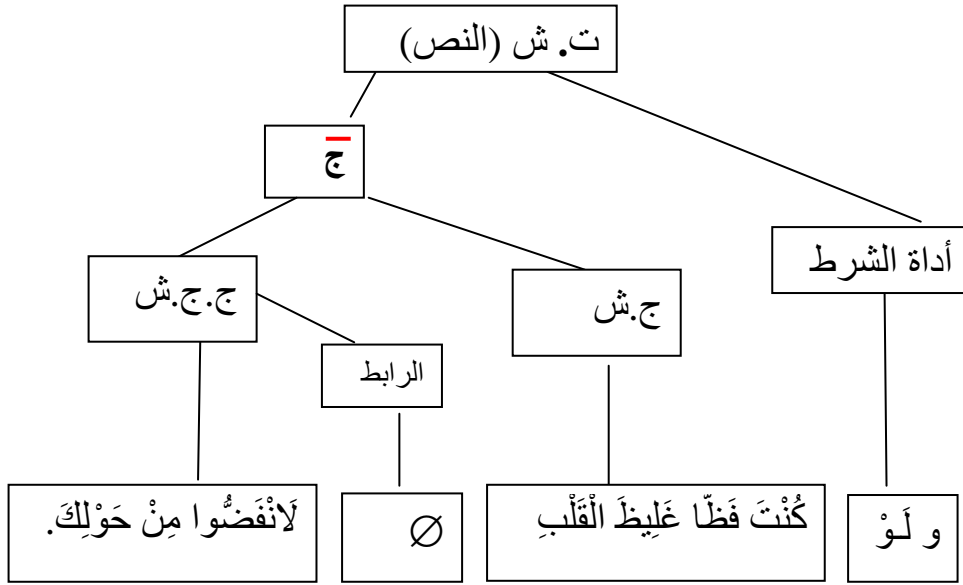 ت. ش (النص)
ج̅
أداة الشرط
ج.ش
ج.ج.ش
الرابط
و لَـوْ
كُنْتَ فَظّا غَلِيظَ الْقَلْبِ
∅
لَانْفَضُّوا مِنْ حَوْلِكَ.